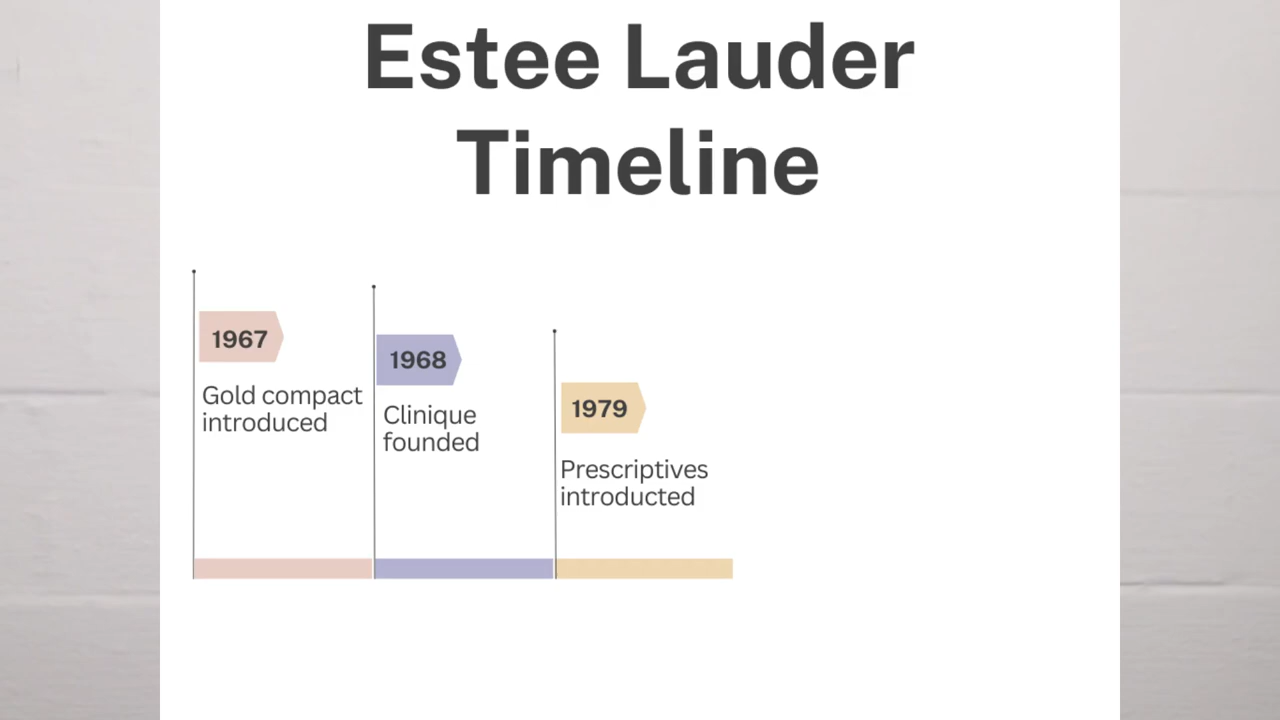 Estee Lauder
Timeline
1967
Gold compact
introduced
1968
Clinique
founded
1979
Prescriptives
introducted